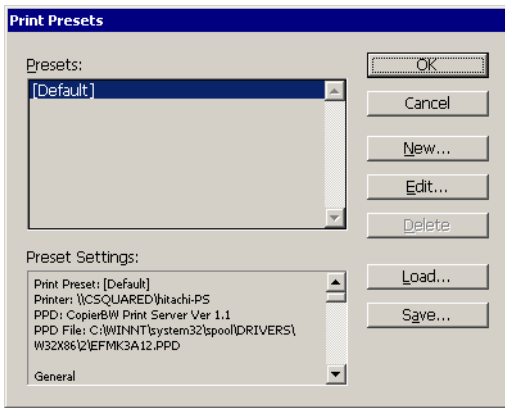 Print Presets
Presets:
[Default]
OK
Cancel
New...
Edit...
Delete
Load...
Save...
Preset Settings:
Print Preset: [Default]
Printer: \\CSQUARED\hitachi-PS
PPD: CopierBW Print Server Ver 1.1
PPD File: C:\WINNT\system32\spool\DRIVERS\
W32X86\2\EFMK3A12.PPD
General